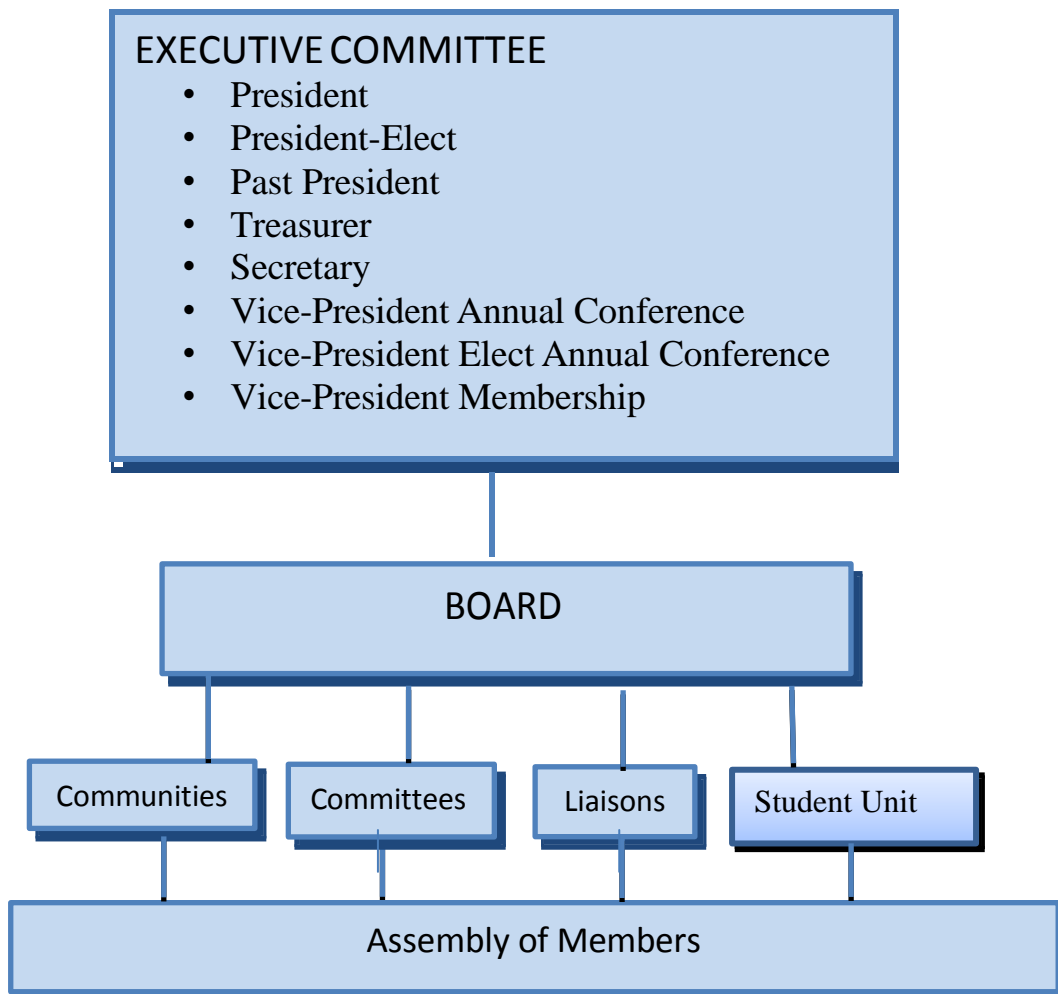 EXECUTIVE COMMITTEE
• President
• President-Elect
• Past President
• Treasurer
• Secretary
• Vice-President Annual Conference
• Vice-President Elect Annual Conference
• Vice-President Membership
BOARD
Communities
Committees
Liaisons
Student Unit
Assembly of Members